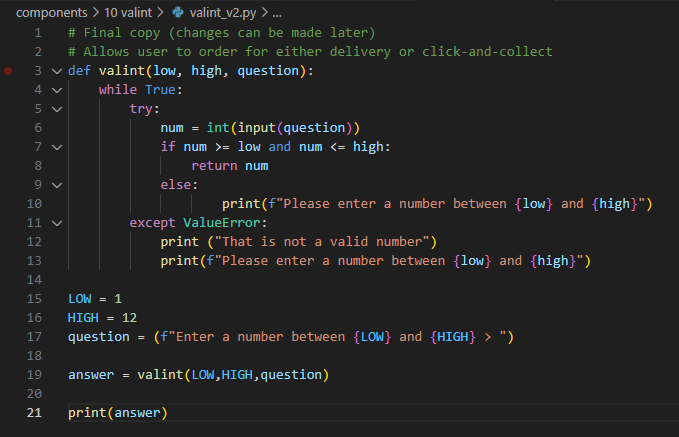 components > 10 valint > valint_v2.py > ...
1 # Final copy (changes can be made later)
2 # Allows user to order for either delivery or click-and-collect
3 def valint(low, high, question):
4     while True:
5         try:
6             num = int(input(question))
7             if num >= low and num <= high:
8                 return num
9             else:
10                     print(f"Please enter a number between {low} and {high}")
11         except ValueError:
12             print ("That is not a valid number")
13             print(f"Please enter a number between {low} and {high}")
14
15 LOW = 1
16 HIGH = 12
17 question = (f"Enter a number between {LOW} and {HIGH} > ")
18
19 answer = valint(LOW,HIGH,question)
20
21 print(answer)